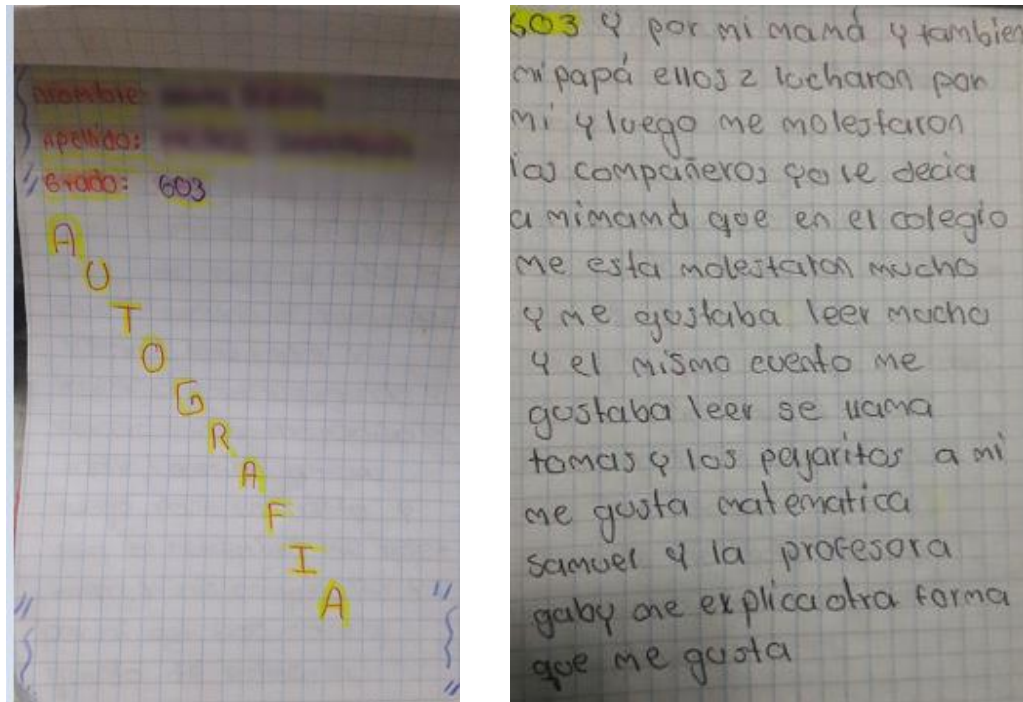 Nombre:
Apellido:
Grado: 603
AUTOGRAFIA
603 y por mi mamá y tambien
mi papá ellos 2 lucharon por
mi y luego me molestaron
los compañeros yo le decia
a mimamá que en el colegio
me esta molestaron mucho
y me gustaba leer mucho
y el mismo cuento me
gustaba leer se llama
tomas y los pajaritos a mi
me gusta matematica
samuel y la profesora
gaby me explica otra forma
que me gusta